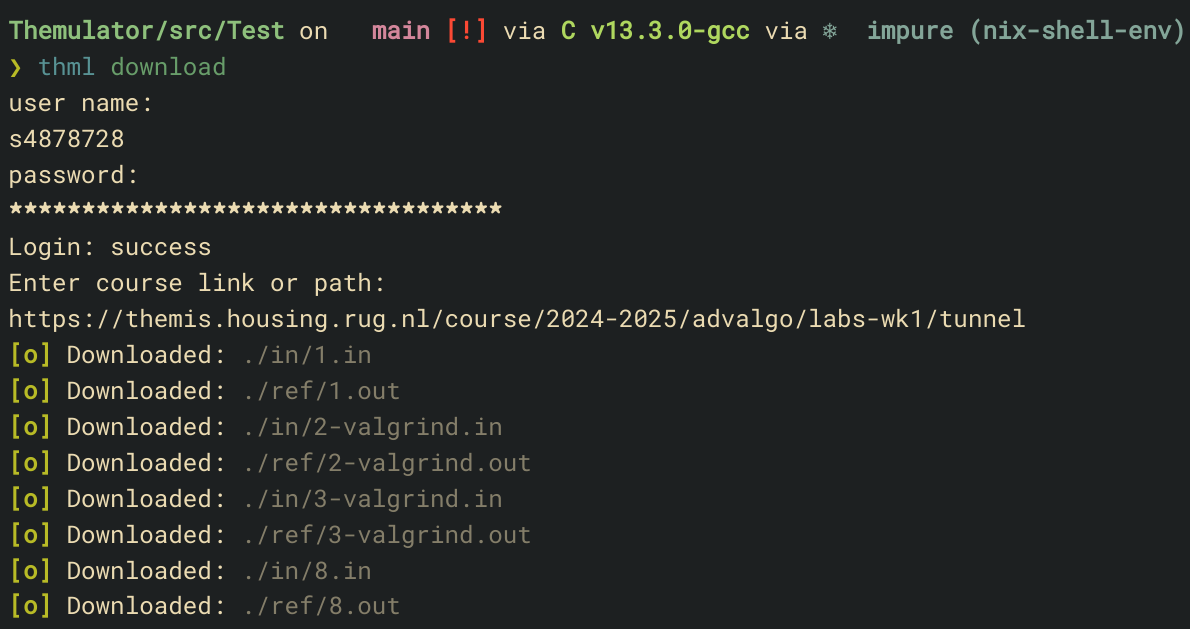 Themulator/src/Test on main [!] via C v13.3.0-gcc via ❄ impure (nix-shell-env)
❯ thml download
user name:
s4878728
password:
**********************************
Login: success
Enter course link or path:
https://themis.housing.rug.nl/course/2024-2025/advalgo/labs-wk1/tunnel
[o] Downloaded: ./in/1.in
[o] Downloaded: ./ref/1.out
[o] Downloaded: ./in/2-valgrind.in
[o] Downloaded: ./ref/2-valgrind.out
[o] Downloaded: ./in/3-valgrind.in
[o] Downloaded: ./ref/3-valgrind.out
[o] Downloaded: ./in/8.in
[o] Downloaded: ./ref/8.out